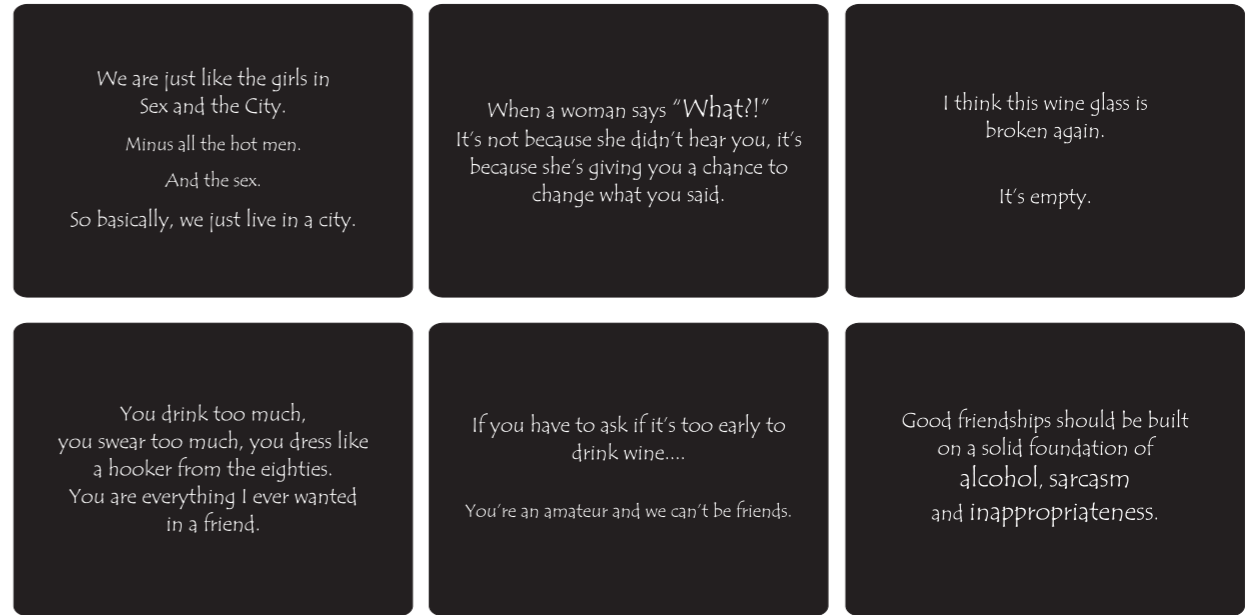 We are just like the girls in
Sex and the City.
Minus all the hot men.
And the sex.
So basically, we just live in a city.
When a woman says “What?!”
It’s not because she didn’t hear you, it’s
because she’s giving you a chance to
change what you said.
I think this wine glass is
broken again.
It’s empty.
You drink too much,
you swear too much, you dress like
a hooker from the eighties.
You are everything I ever wanted
in a friend.
If you have to ask if it’s too early to
drink wine....
You’re an amateur and we can’t be friends.
Good friendships should be built
on a solid foundation of
alcohol, sarcasm
and inappropriateness.